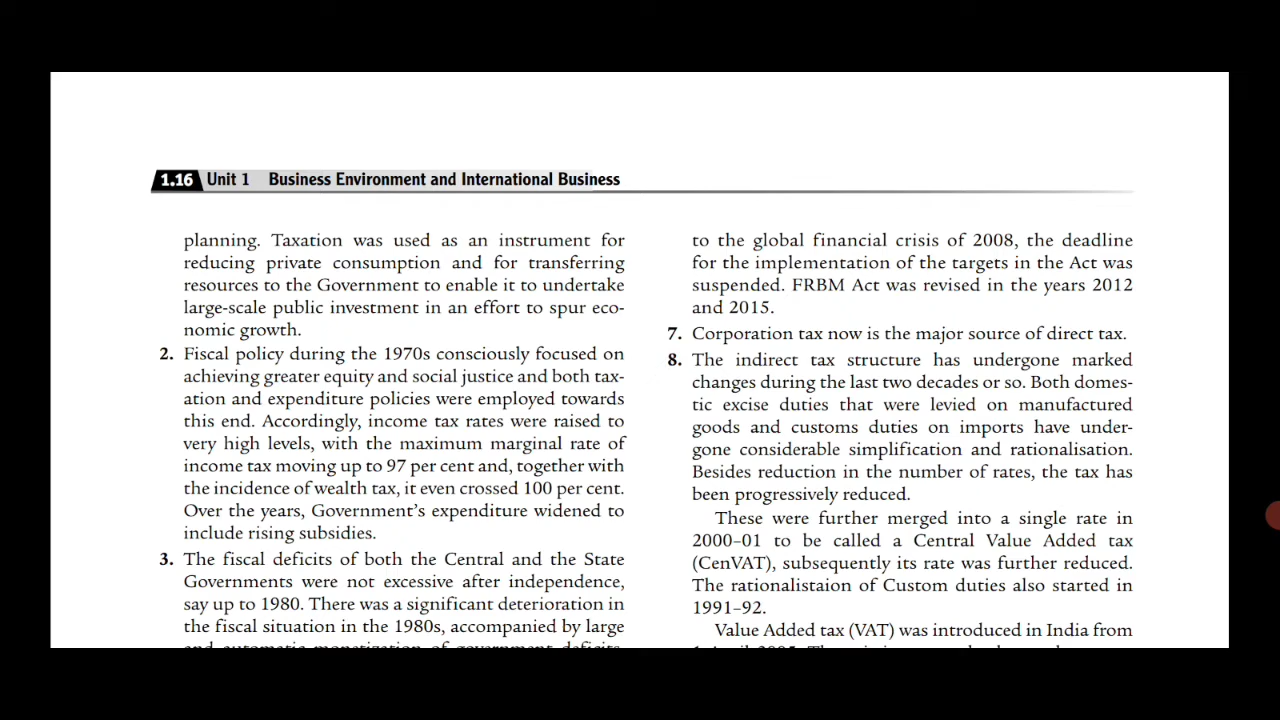 1.16 Unit 1 Business Environment and International Business
planning. Taxation was used as an instrument for
reducing private consumption and for transferring
resources to the Government to enable it to undertake
large-scale public investment in an effort to spur eco-
nomic growth.
2. Fiscal policy during the 1970s consciously focused on
achieving greater equity and social justice and both tax-
ation and expenditure policies were employed towards
this end. Accordingly, income tax rates were raised to
very high levels, with the maximum marginal rate of
income tax moving up to 97 per cent and, together with
the incidence of wealth tax, it even crossed 100 per cent.
Over the years, Government's expenditure widened to
include rising subsidies.
3. The fiscal deficits of both the Central and the State
Governments were not excessive after independence,
say up to 1980. There was a significant deterioration in
the fiscal situation in the 1980s, accompanied by large
and automatic monetization of government deficits.
to the global financial crisis of 2008, the deadline
for the implementation of the targets in the Act was
suspended. FRBM Act was revised in the years 2012
and 2015.
7. Corporation tax now is the major source of direct tax.
8. The indirect tax structure has undergone marked
changes during the last two decades or so. Both domes-
tic excise duties that were levied on manufactured
goods and customs duties on imports have under-
gone considerable simplification and rationalisation.
Besides reduction in the number of rates, the tax has
been progressively reduced.
These were further merged into a single rate in
2000–01 to be called a Central Value Added tax
(CenVAT), subsequently its rate was further reduced.
The rationalistaion of Custom duties also started in
1991–92.
Value Added tax (VAT) was introduced in India from